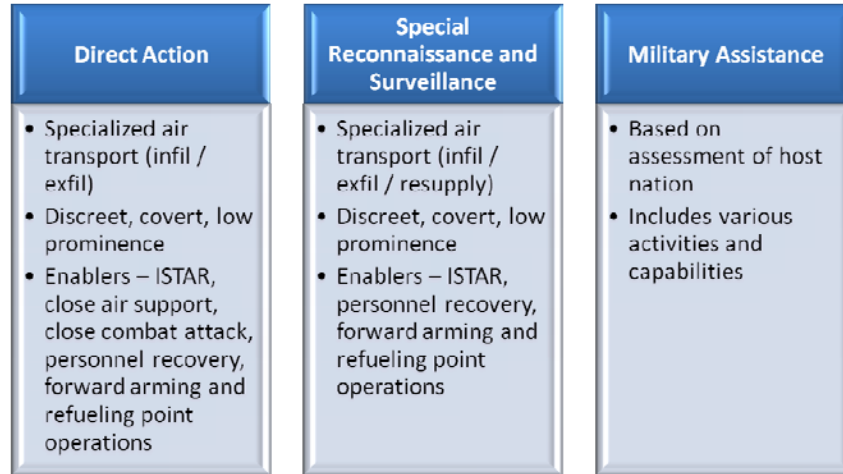 Direct Action
• Specialized air
transport (infil /
exfil)
• Discreet, covert, low
prominence
• Enablers – ISTAR,
close air support,
close combat attack,
personnel recovery,
forward arming and
refueling point
operations
Special
Reconnaissance and
Surveillance
• Specialized air
transport (infil /
exfil / resupply)
• Discreet, covert, low
prominence
• Enablers – ISTAR,
personnel recovery,
forward arming and
refueling point
operations
Military Assistance
• Based on
assessment of host
nation
• Includes various
activities and
capabilities